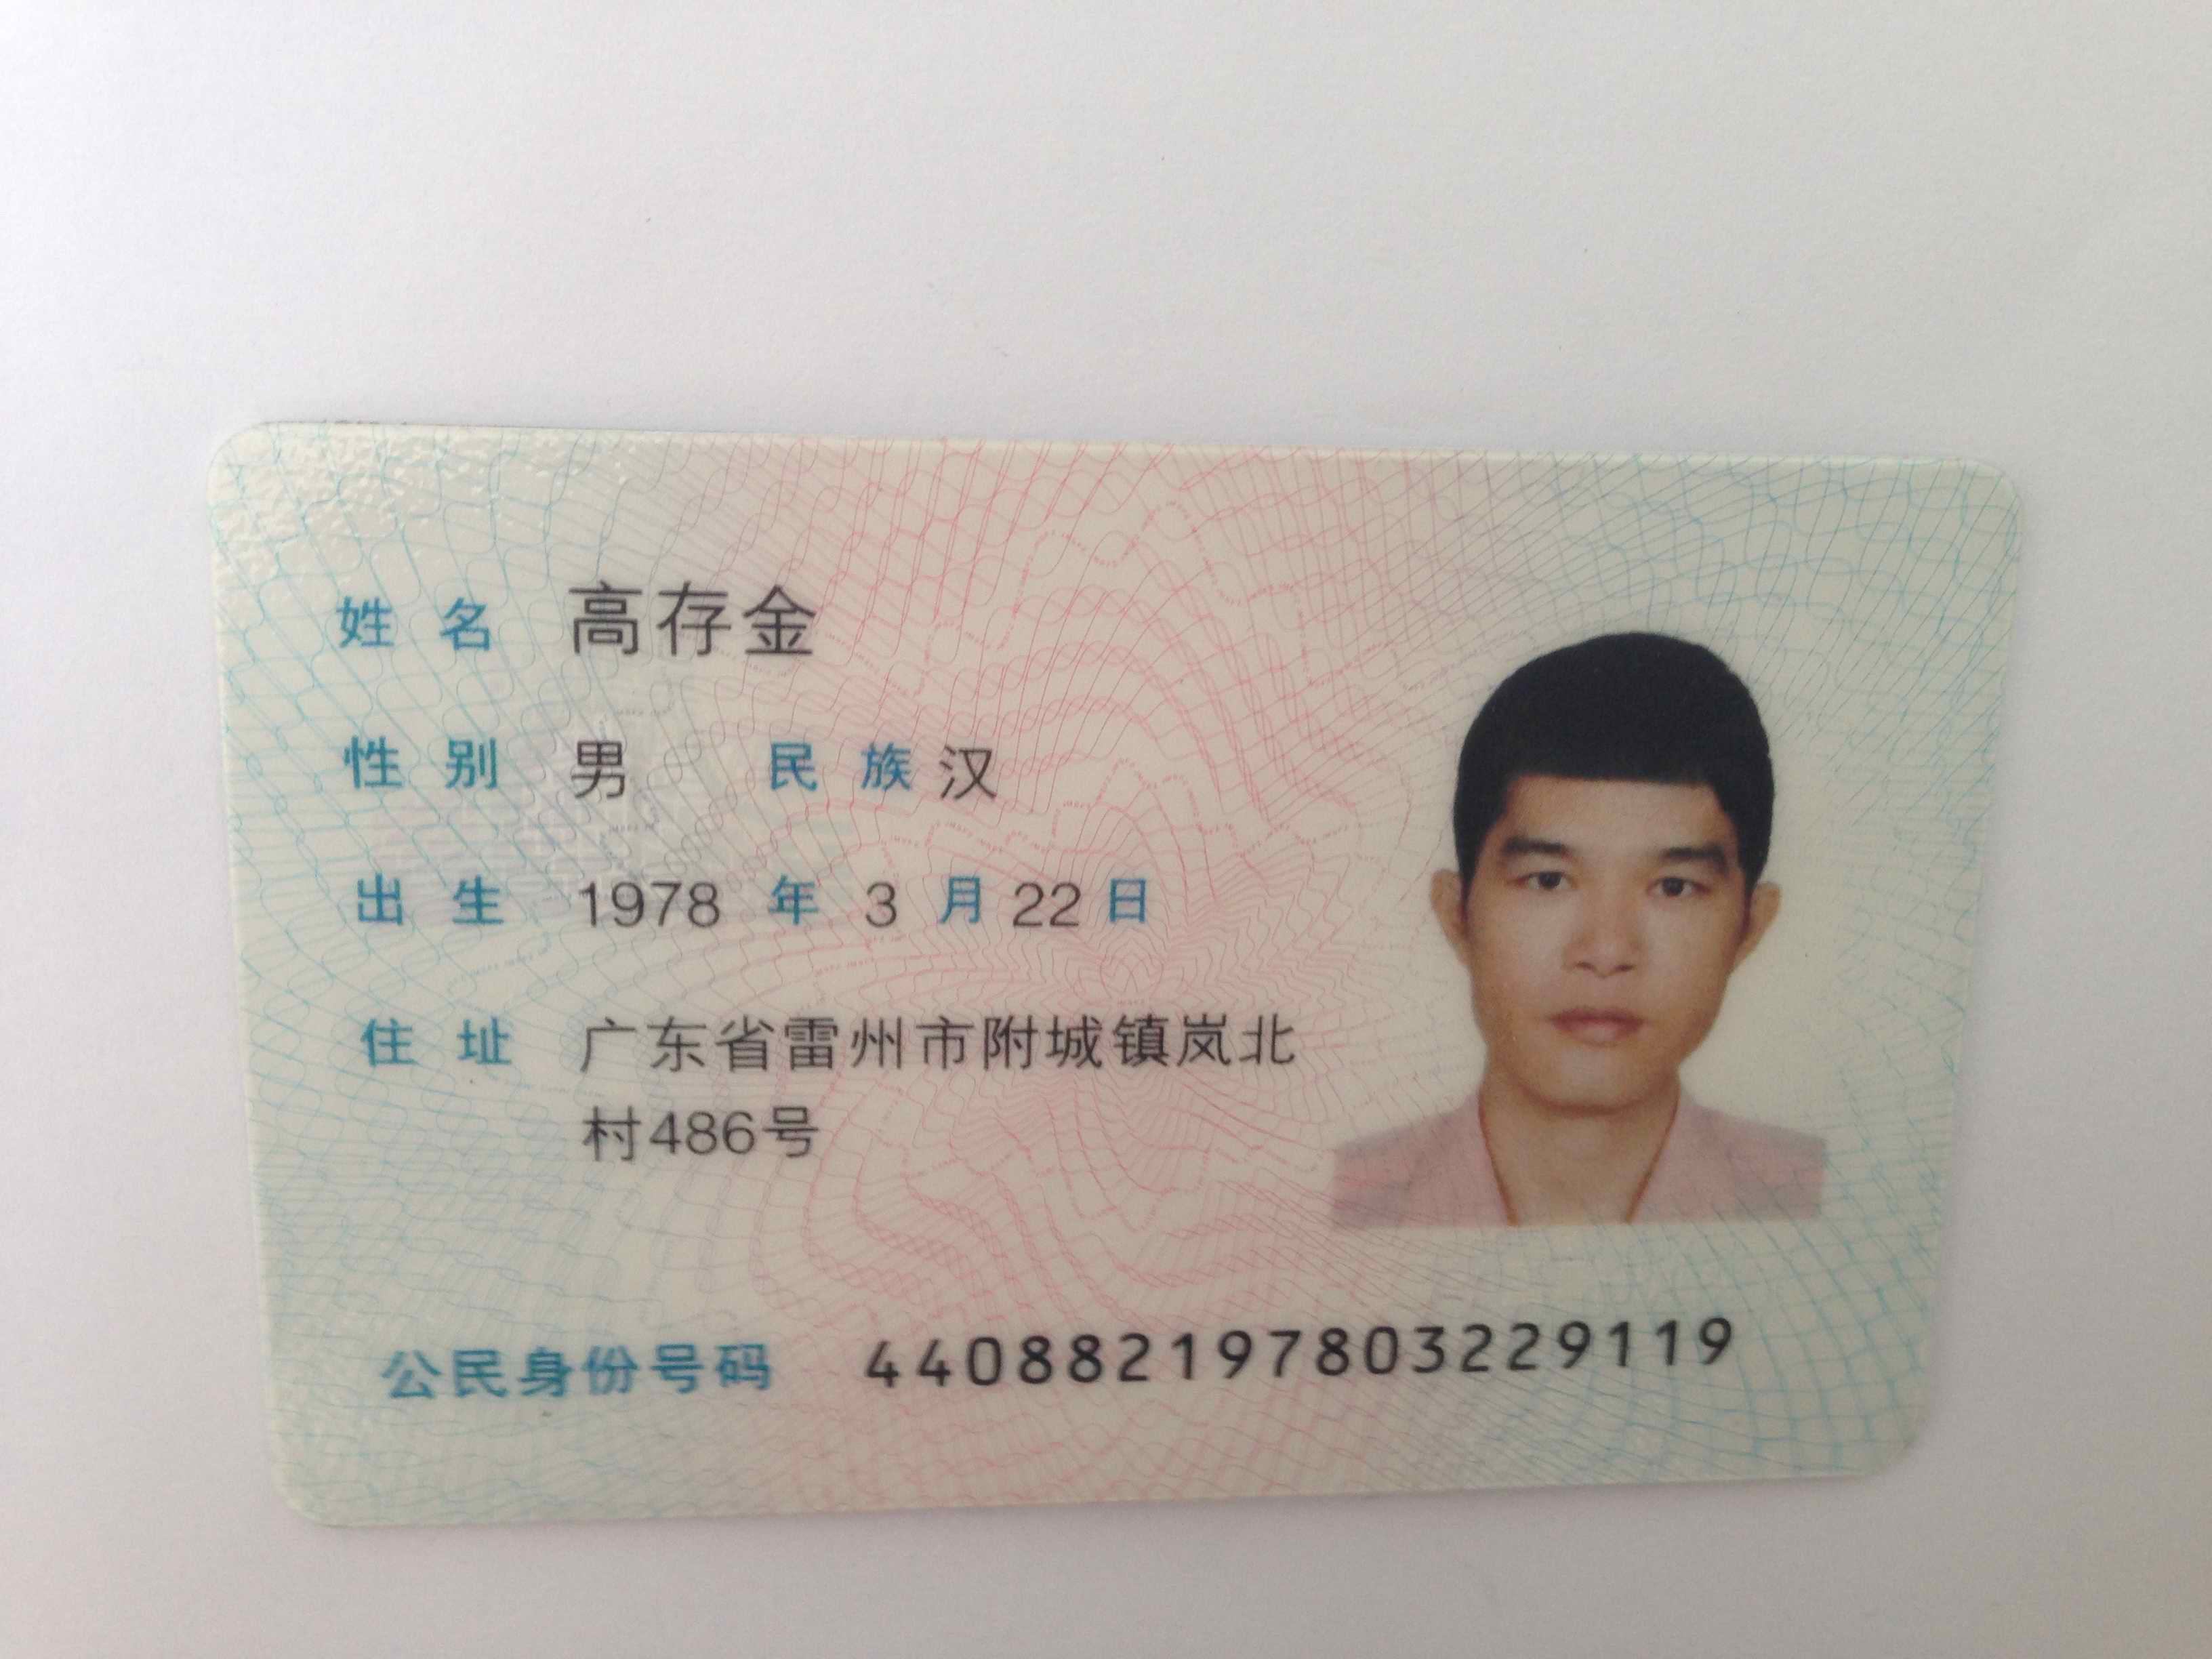 姓名 高存金
性别 男 民族 汉
出生 1978 年 3 月 22 日
住址 广东省雷州市附城镇岚北
村486号
公民身份号码 440882197803229119